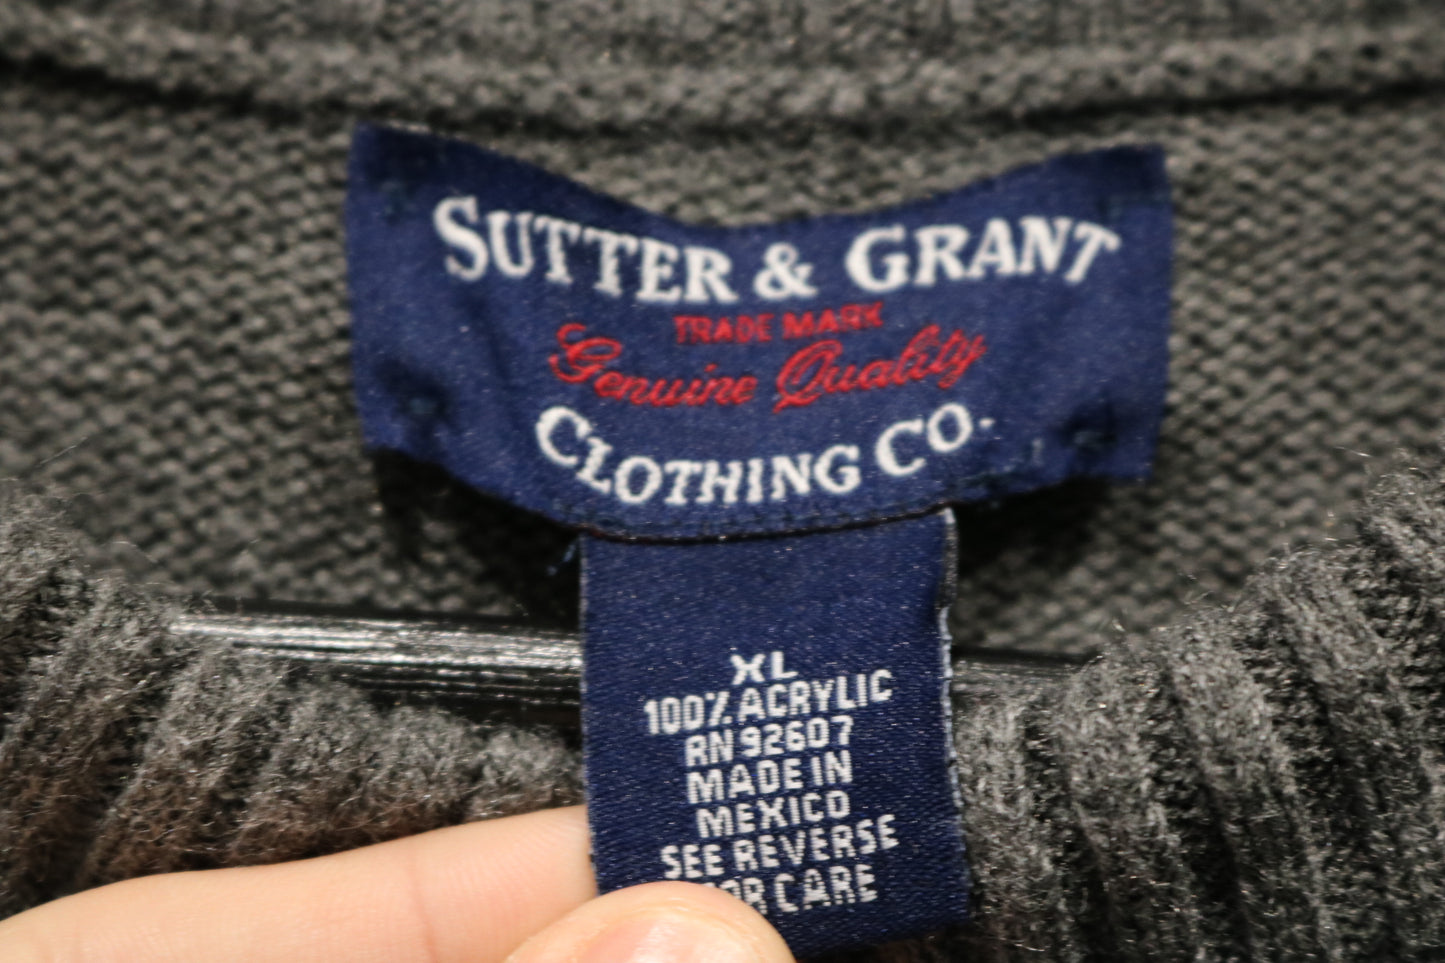 SUTTER & GRANT
TRADE MARK
Genuine Quality
CLOTHING CO.
XL
100% ACRYLIC
RN 92607
MADE IN
MEXICO
SEE REVERSE
FOR CARE